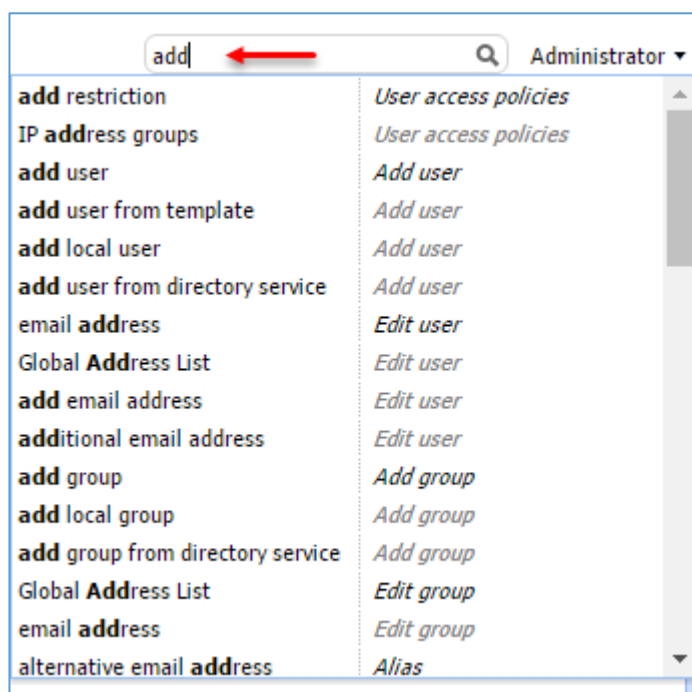 add Administrator
add restriction User access policies
IP address groups User access policies
add user Add user
add user from template Add user
add local user Add user
add user from directory service Add user
email address Edit user
Global Address List Edit user
add email address Edit user
additional email address Edit user
add group Add group
add local group Add group
add group from directory service Add group
Global Address List Edit group
email address Edit group
alternative email address Alias